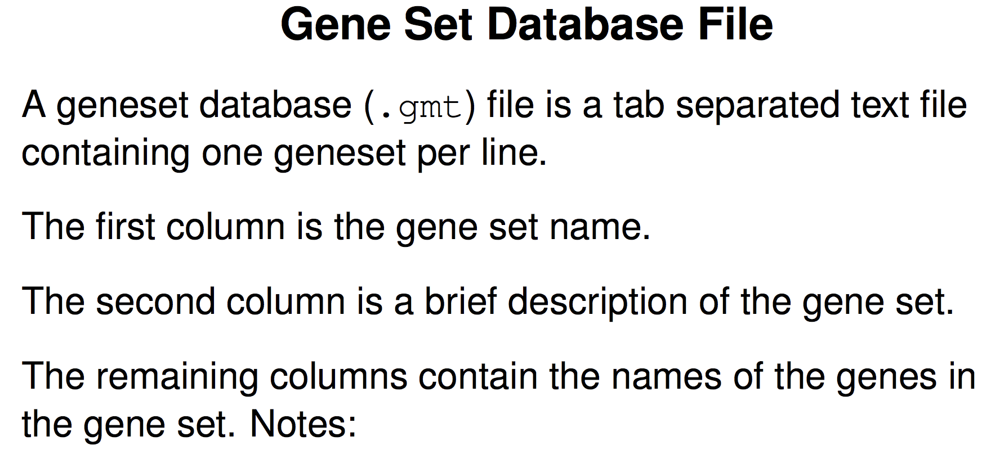 Gene Set Database File
A geneset database (.gmt) file is a tab separated text file
containing one geneset per line.
The first column is the gene set name.
The second column is a brief description of the gene set.
The remaining columns contain the names of the genes in
the gene set. Notes: